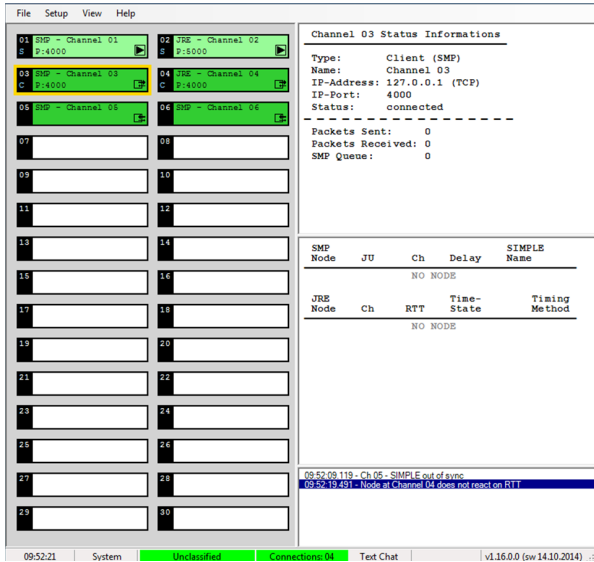 File Setup View Help
01 SMP - Channel 01
S P:4000
02 JRE - Channel 02
S P:5000
03 SMP - Channel 03
C P:4000
04 JRE - Channel 04
C P:4000
05 SMP - Channel 05
06 SMP - Channel 06
07
08
09
10
11
12
13
14
15
16
17
18
19
20
21
22
23
24
25
26
27
28
29
30
Channel 03 Status Informations
Type: Client (SMP)
Name: Channel 03
IP-Address: 127.0.0.1 (TCP)
IP-Port: 4000
Status: connected
Packets Sent: 0
Packets Received: 0
SMP Queue: 0
SMP SIMPLE
Node JU Ch Delay Name
NO NODE
JRE Time- Timing
Node Ch RTT State Method
NO NODE
09:52:09.119 - Ch 05 - SIMPLE out of sync
09:52:19.491 - Node at Channel 04 does not react on RTT
09:52:21 System Unclassified Connections: 04 Text Chat v1.16.0.0 (sw 14.10.2014)